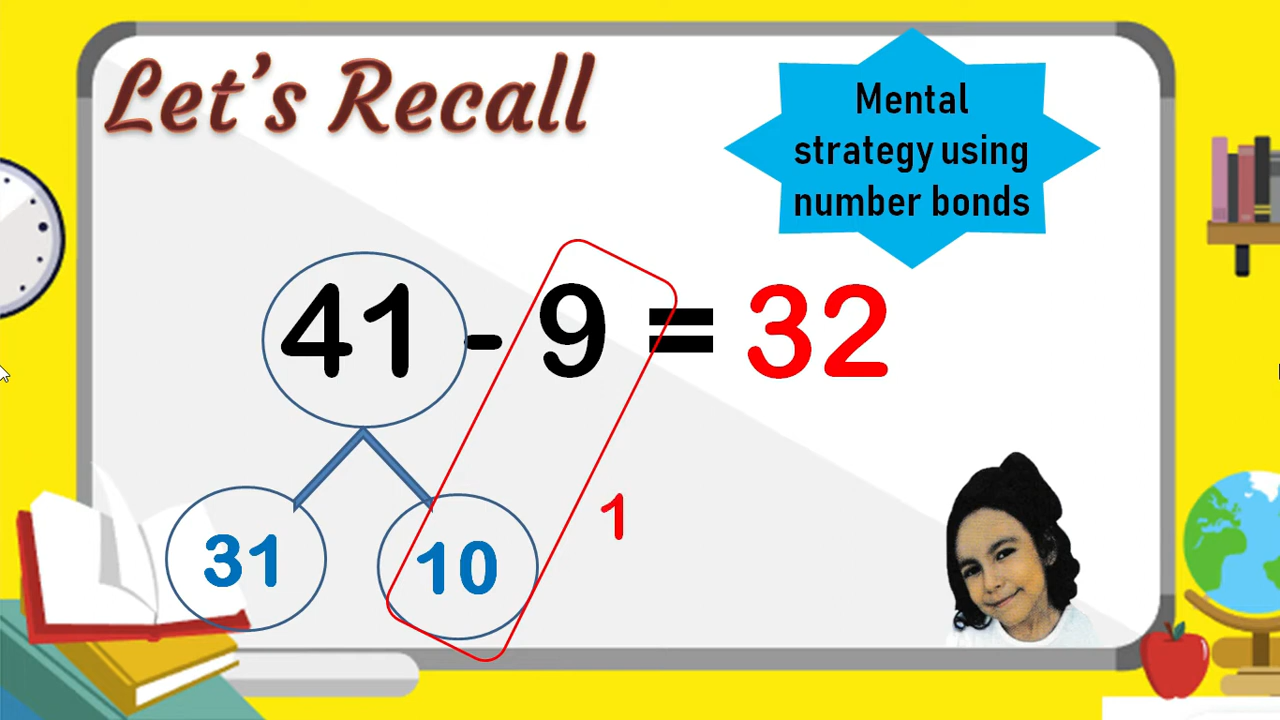 Let's Recall
Mental
strategy using
number bonds
41 - 9 = 32
1
31
10